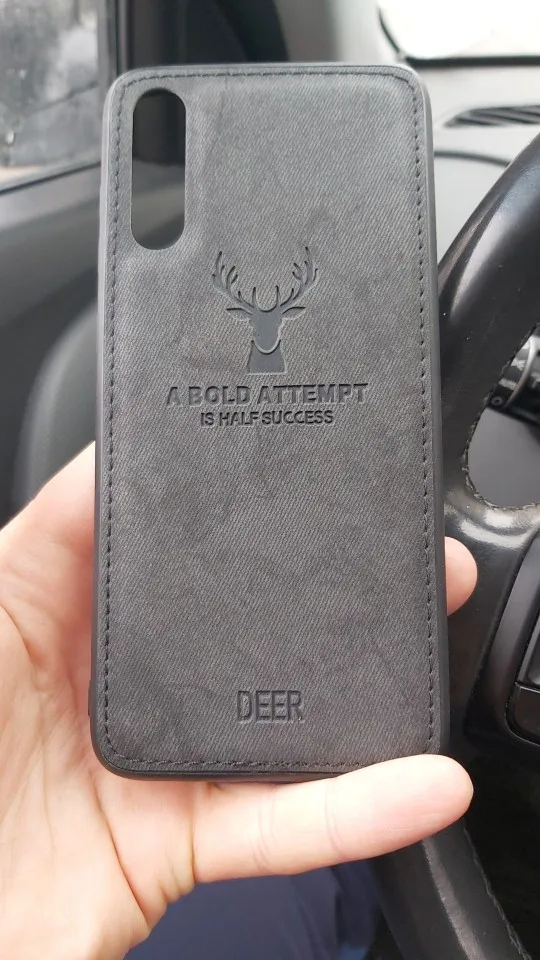 A BOLD ATTEMPT
IS HALF SUCCESS
DEER